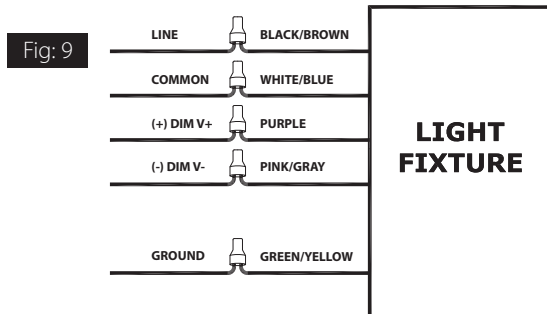 Fig: 9
LINE BLACK/BROWN
COMMON WHITE/BLUE
(+) DIM V+ PURPLE
(-) DIM V- PINK/GRAY
GROUND GREEN/YELLOW
LIGHT
FIXTURE